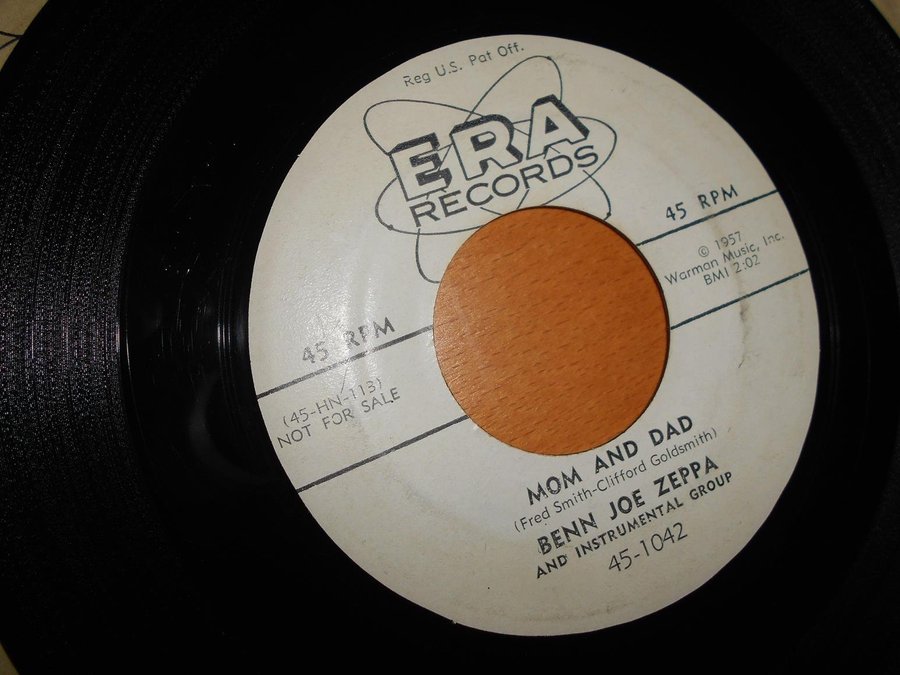 Reg U.S. Pat Off.
ERA
RECORDS
45 RPM
© 1957
Warman Music, Inc.
BMI 2:02
45 RPM
(45-HN-113)
NOT FOR SALE
MOM AND DAD
(Fred Smith-Clifford Goldsmith)
BENN JOE ZEPPA
AND INSTRUMENTAL GROUP
45-1042